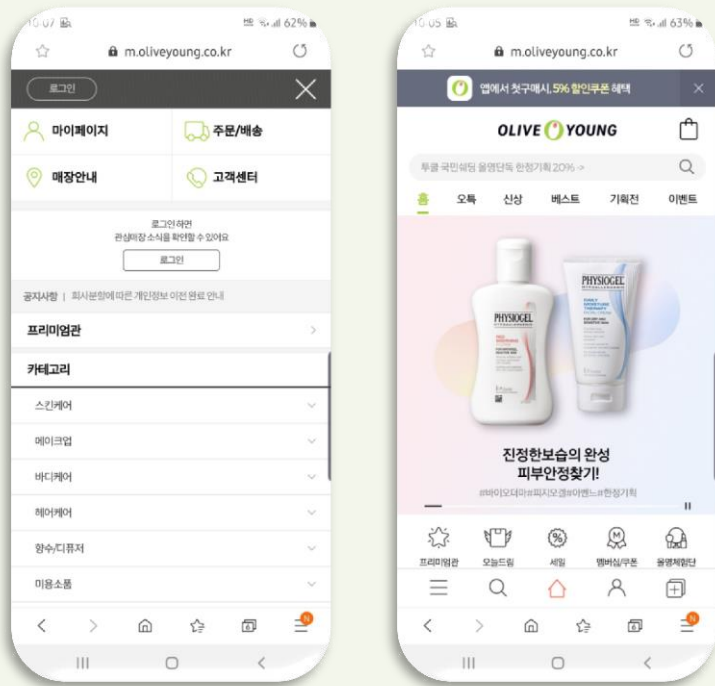 10:07
62%
m.oliveyoung.co.kr
로그인
마이페이지
주문/배송
매장안내
고객센터
로그인 하면
관심매장 소식을 확인할 수 있어요
로그인
공지사항 | 회사분할에 따른 개인정보 이전 완료 안내
프리미엄관
카테고리
스킨케어
메이크업
바디케어
헤어케어
향수/디퓨저
미용소품
N
10:05
63%
m.oliveyoung.co.kr
앱에서 첫구매시, 5% 할인쿠폰 혜택
OLIVE YOUNG
투쿨 국민쉐딩 올영단독 한정기획 20% ->
홈 오특 신상 베스트 기획전 이벤트
PHYSIOGEL
PHYSIOGEL
진정한보습의 완성
피부안정찾기!
#바이오더마#피지오겔#아벤느#한정기획
프리미엄관 오늘드림 세일 멤버십/쿠폰 올영체험단
N